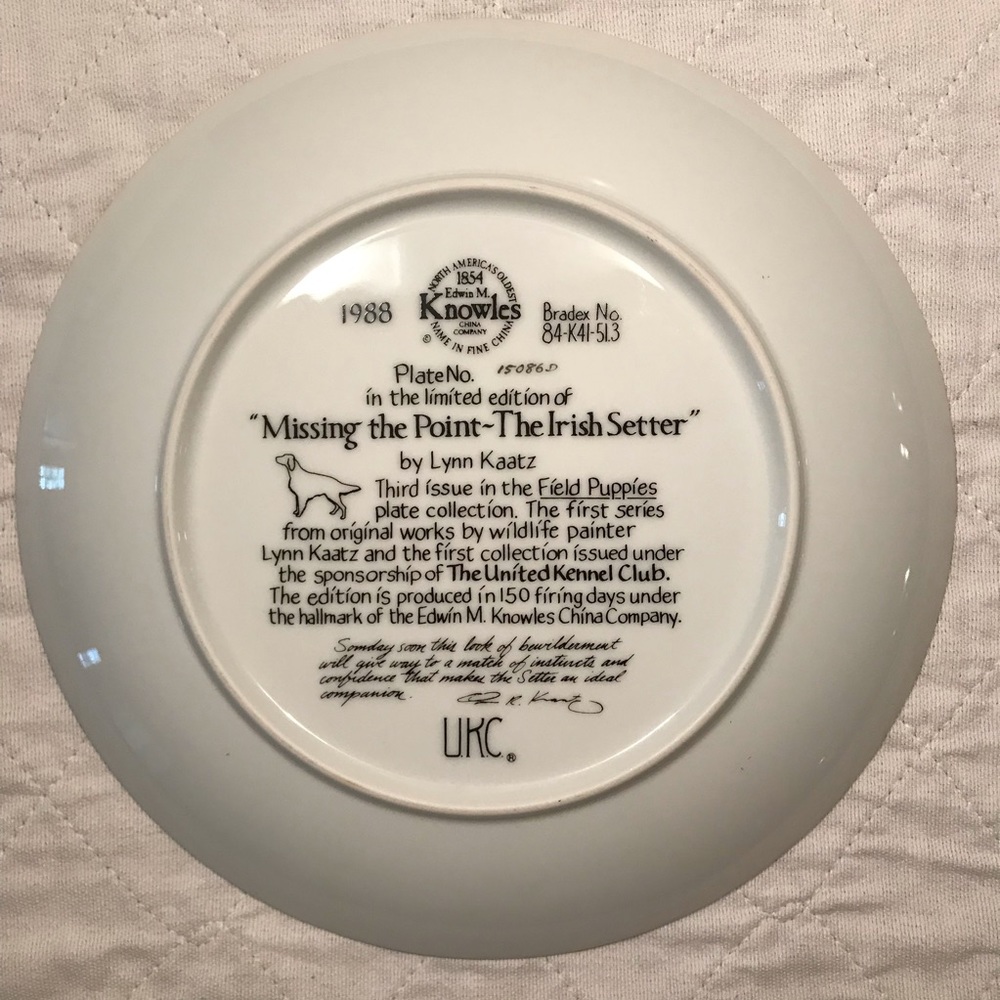 NORTH AMERICA'S OLDEST
1854
Edwin M.
Knowles
CHINA
COMPANY
© NAME IN FINE CHINA
1988
Bradex No.
84-K41-51.3
Plate No. 15086D
in the limited edition of
"Missing the Point~The Irish Setter"
by Lynn Kaatz
Third issue in the Field Puppies
plate collection. The first series
from original works by wildlife painter
Lynn Kaatz and the first collection issued under
the sponsorship of The United Kennel Club.
The edition is produced in 150 firing days under
the hallmark of the Edwin M. Knowles China Company.
Somday soon this look of bewilderment
will give way to a match of instincts and
confidence that makes the Setter an ideal
companion.
U.K.C.®